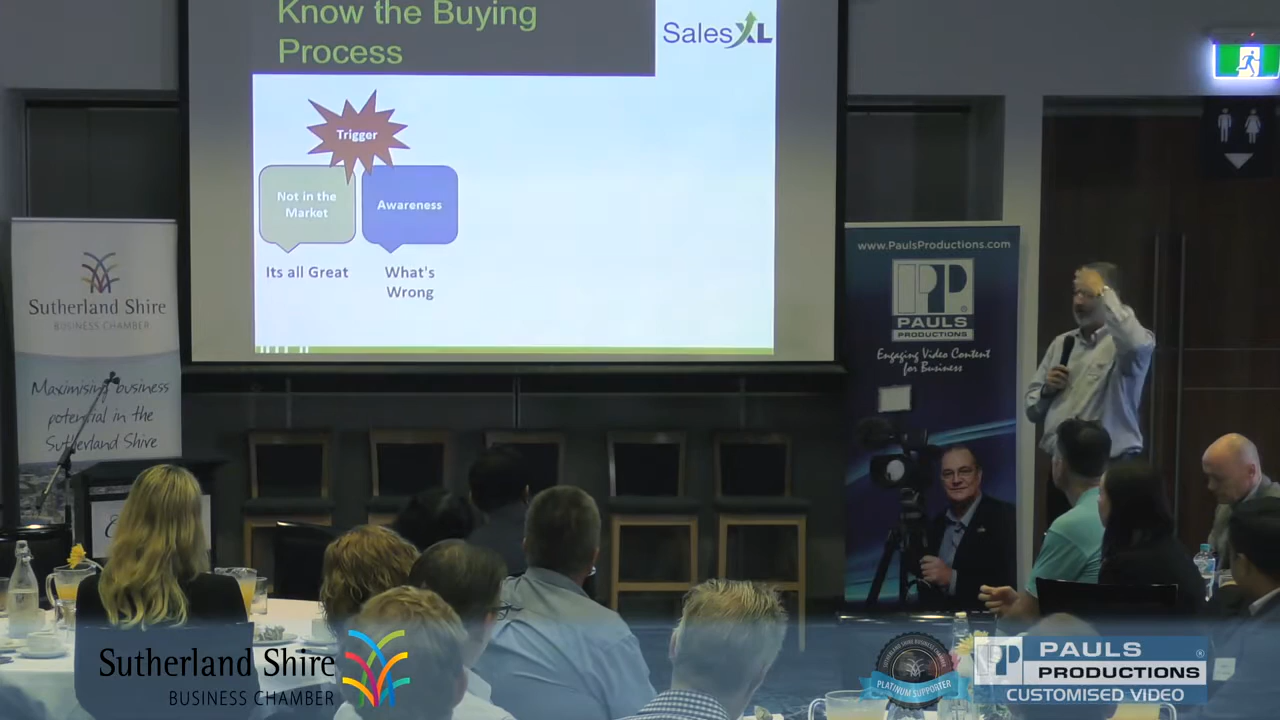 Know the Buying
Process
SalesXL
Trigger
Not in the
Market
Awareness
Its all Great
What's
Wrong
Sutherland Shire
BUSINESS CHAMBER
Maximising business
potential in the
Sutherland Shire
www.PaulsProductions.com
PP
PAULS
PRODUCTIONS
Engaging Video Content
for Business
Sutherland Shire
BUSINESS CHAMBER
PLATINUM SUPPORTER
PP
PAULS
PRODUCTIONS
CUSTOMISED VIDEO